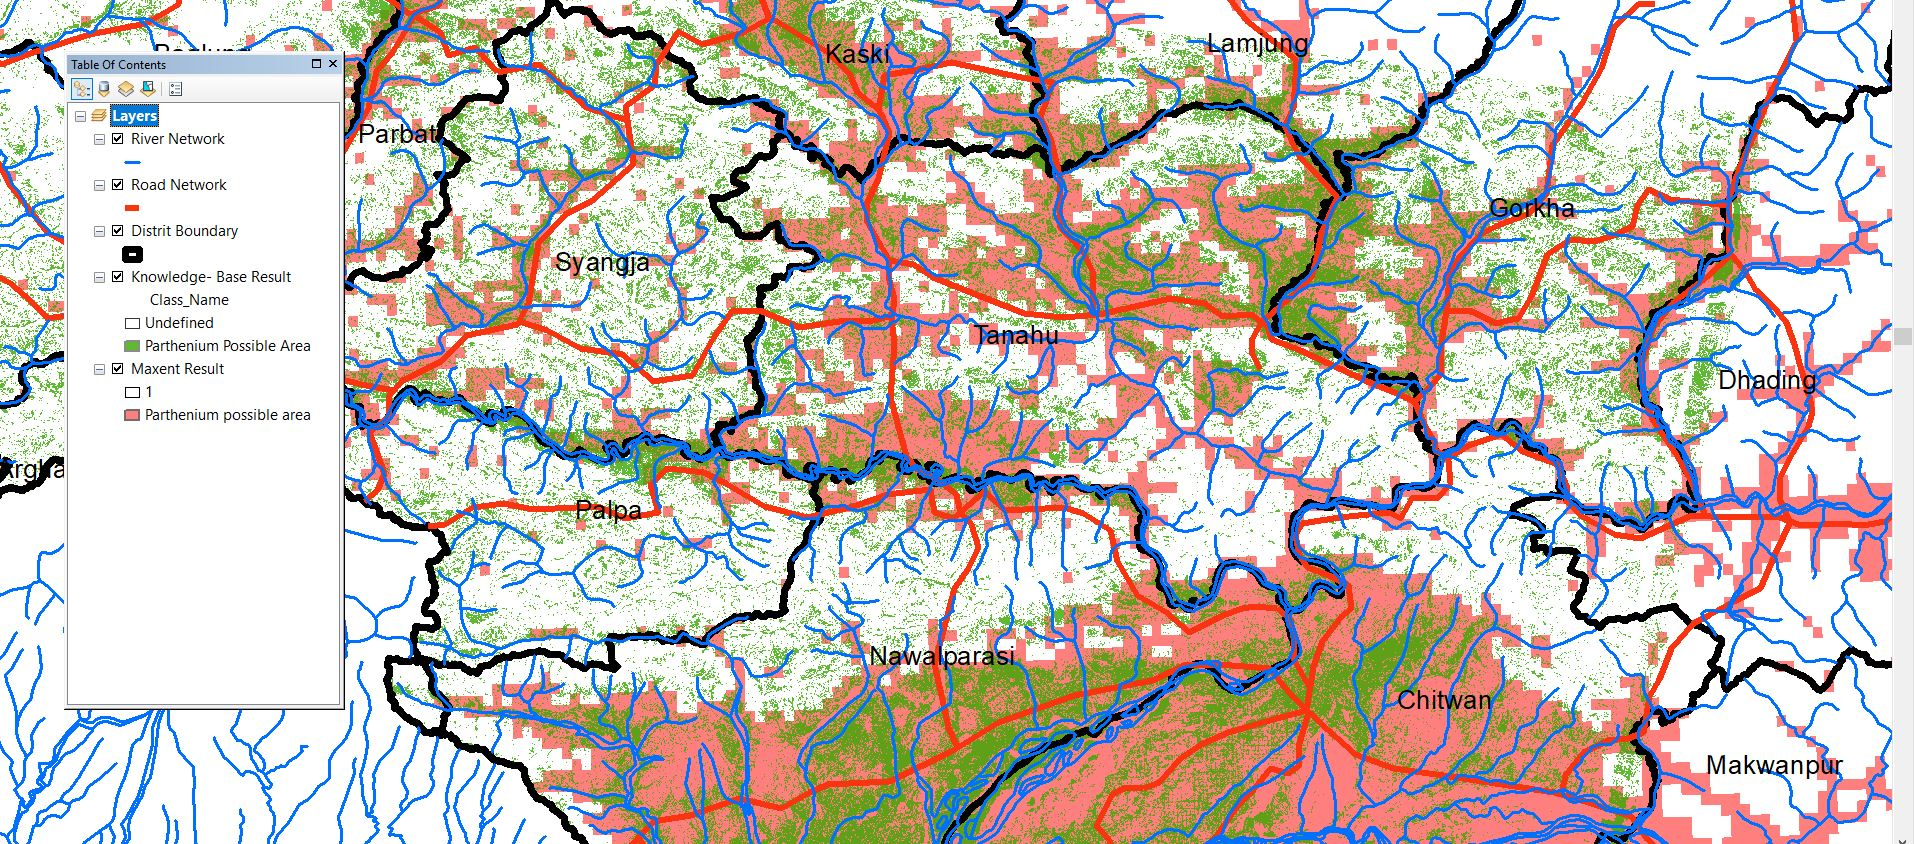 Table Of Contents
Layers
River Network
Road Network
Distrit Boundary
Knowledge- Base Result
Class_Name
Undefined
Parthenium Possible Area
Maxent Result
1
Parthenium possible area
Kaski
Lamjung
Parbat
Gorkha
Syangja
Tanahu
Dhading
Palpa
Nawalparasi
Chitwan
Makwanpur